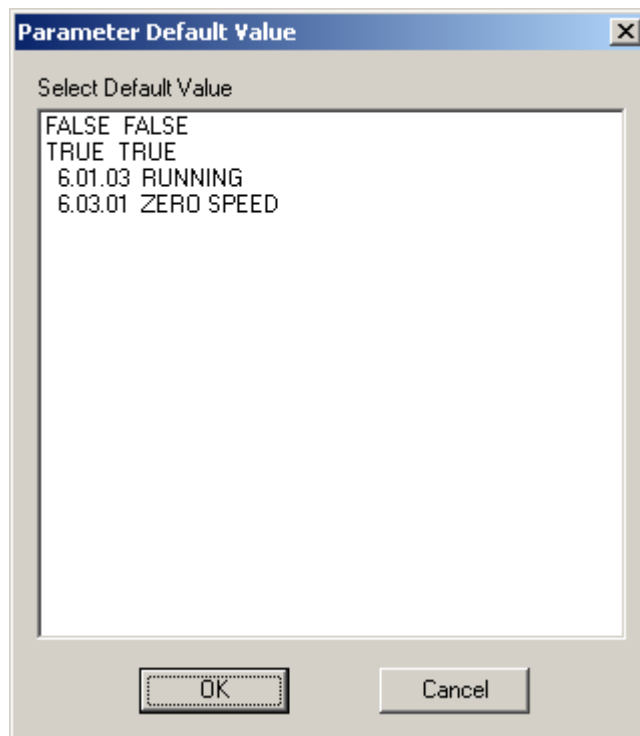 Parameter Default Value
Select Default Value
FALSE FALSE
TRUE TRUE
6.01.03 RUNNING
6.03.01 ZERO SPEED
OK
Cancel